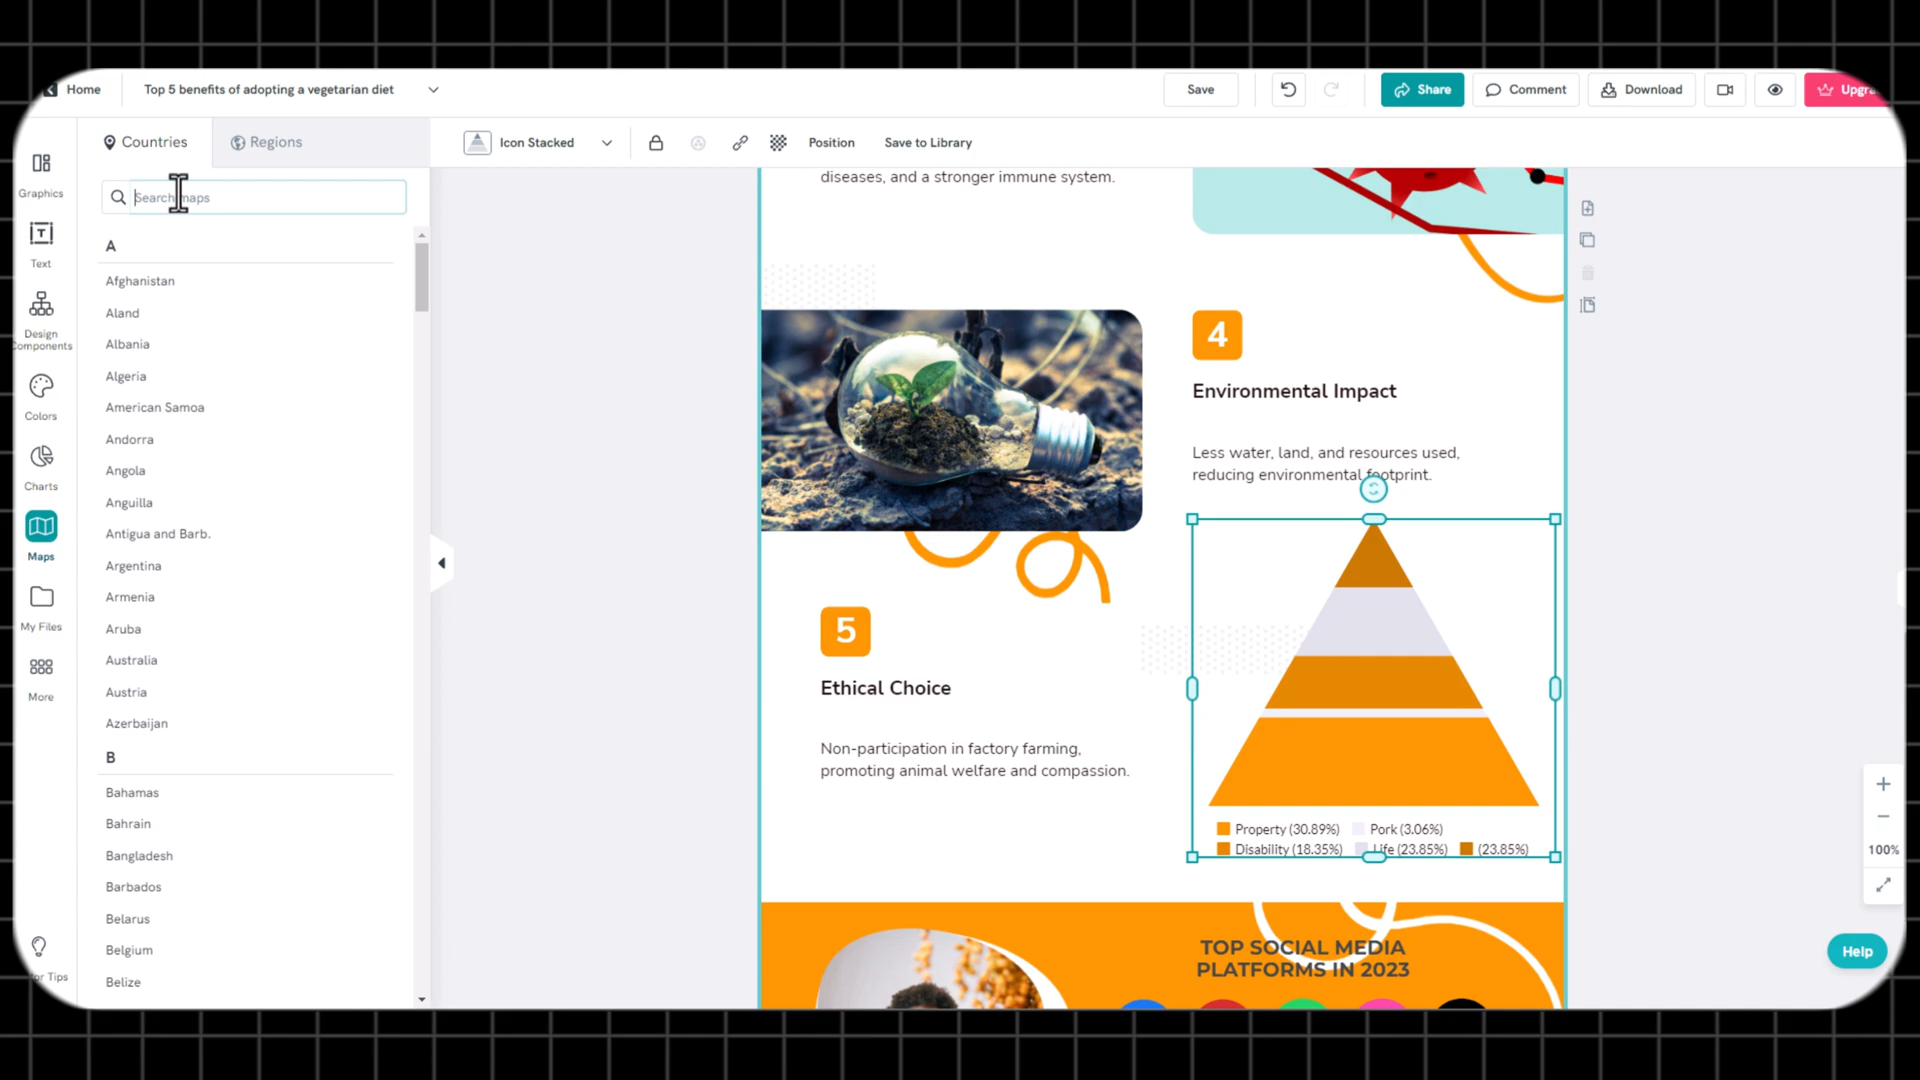 Home
Top 5 benefits of adopting a vegetarian diet
Save
Share
Comment
Download
Upgra
Countries
Regions
Icon Stacked
Position
Save to Library
Graphics
Text
Design
Components
Colors
Charts
Maps
My Files
More
or Tips
Search maps
A
Afghanistan
Aland
Albania
Algeria
American Samoa
Andorra
Angola
Anguilla
Antigua and Barb.
Argentina
Armenia
Aruba
Australia
Austria
Azerbaijan
B
Bahamas
Bahrain
Bangladesh
Barbados
Belarus
Belgium
Belize
diseases, and a stronger immune system.
4
Environmental Impact
Less water, land, and resources used,
reducing environmental footprint.
5
Ethical Choice
Non-participation in factory farming,
promoting animal welfare and compassion.
Property (30.89%) Pork (3.06%)
Disability (18.35%) Life (23.85%) (23.85%)
TOP SOCIAL MEDIA
PLATFORMS IN 2023
100%
Help